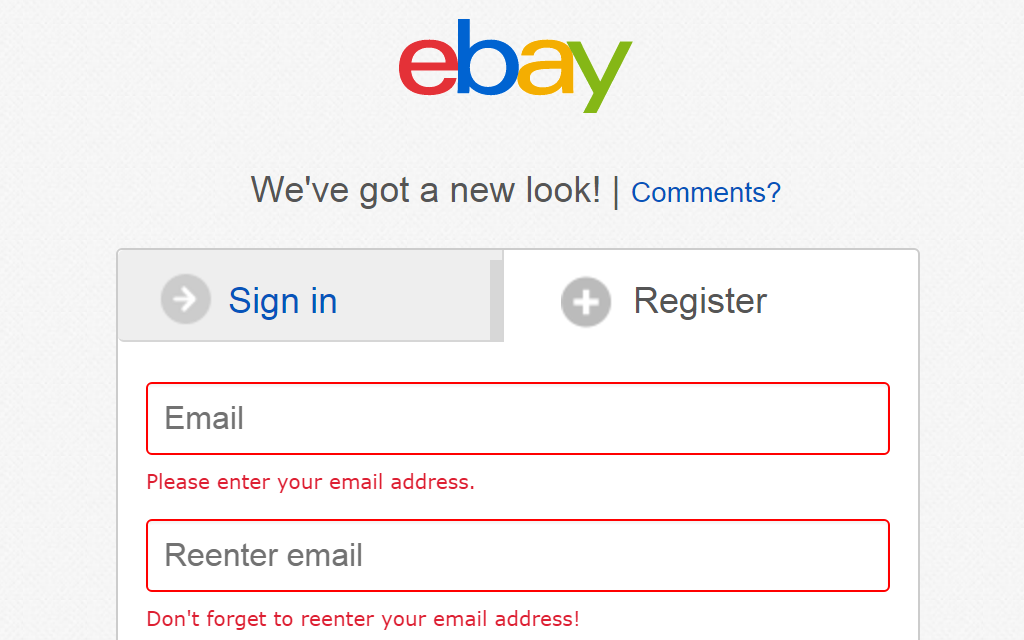 ebay
We've got a new look! | Comments?
Sign in
Register
Email
Please enter your email address.
Reenter email
Don't forget to reenter your email address!